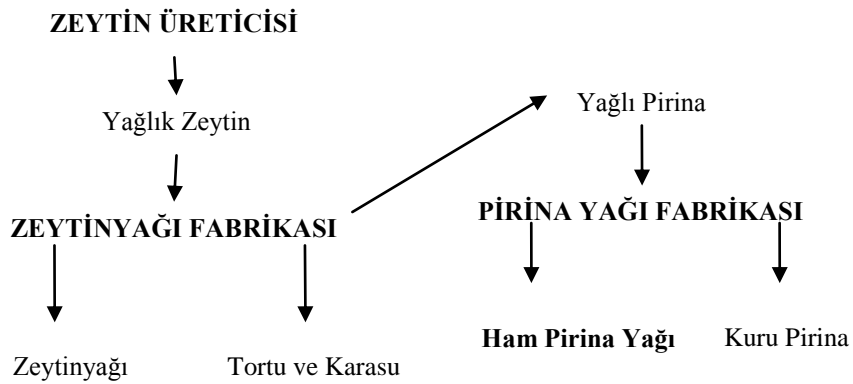 ZEYTİN ÜRETİCİSİ
Yağlık Zeytin
ZEYTİNYAĞI FABRİKASI
Zeytinyağı
Tortu ve Karasu
Yağlı Pirina
PİRİNA YAĞI FABRİKASI
Ham Pirina Yağı
Kuru Pirina